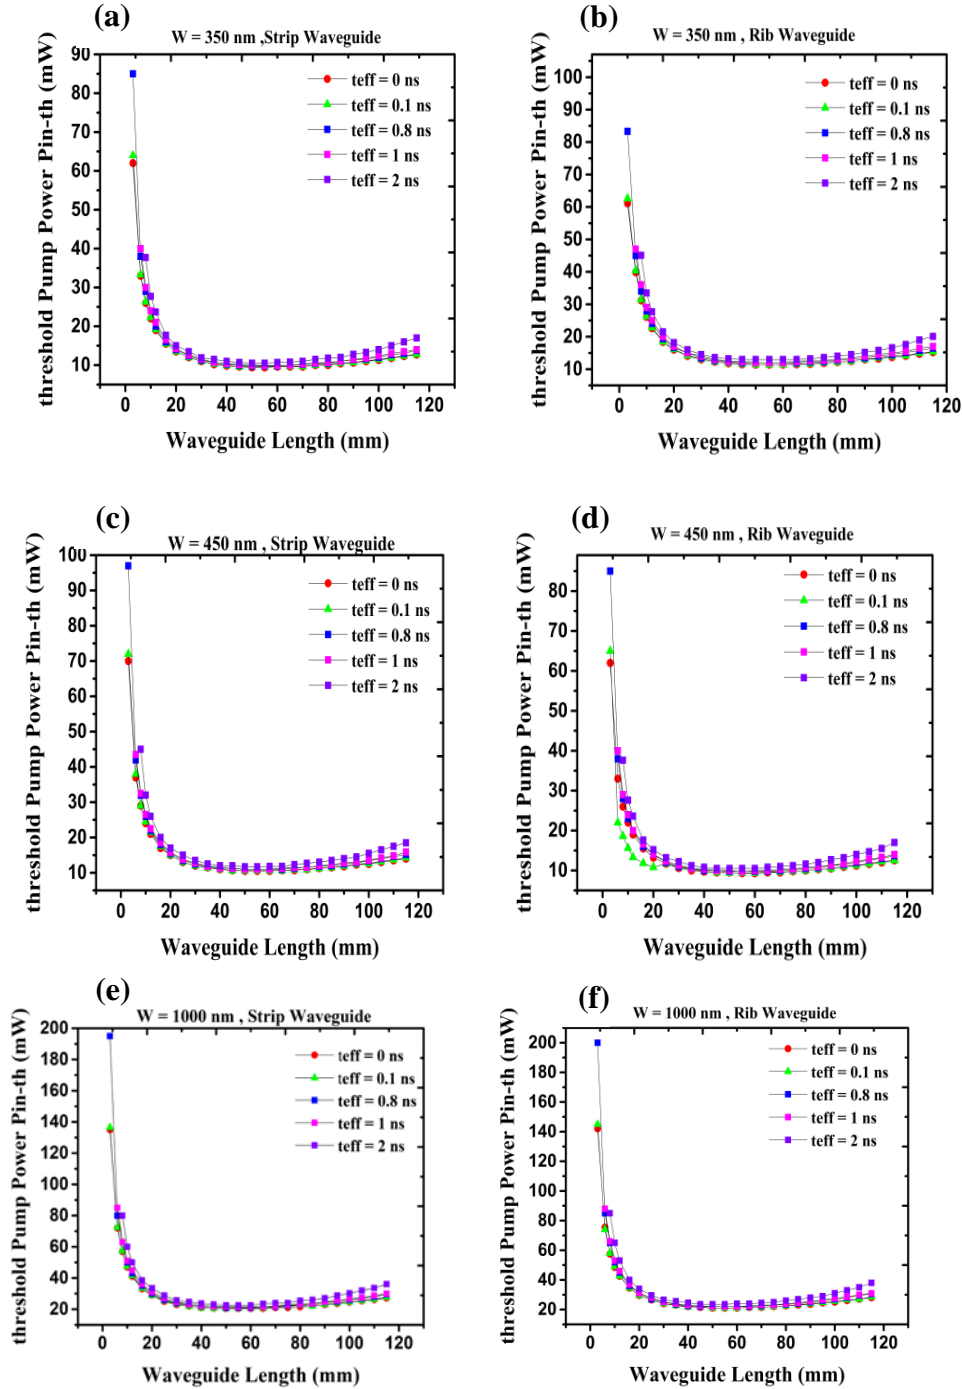 (a)
W = 350 nm ,Strip Waveguide
threshold Pump Power Pin-th (mW)
90
80
70
60
50
40
30
20
10
teff = 0 ns
teff = 0.1 ns
teff = 0.8 ns
teff = 1 ns
teff = 2 ns
0 20 40 60 80 100 120
Waveguide Length (mm)
(b)
W = 350 nm , Rib Waveguide
threshold Pump Power Pin-th (mW)
100
90
80
70
60
50
40
30
20
10
teff = 0 ns
teff = 0.1 ns
teff = 0.8 ns
teff = 1 ns
teff = 2 ns
0 20 40 60 80 100 120
Waveguide Length (mm)
(c)
W = 450 nm , Strip Waveguide
threshold Pump Power Pin-th (mW)
100
90
80
70
60
50
40
30
20
10
teff = 0 ns
teff = 0.1 ns
teff = 0.8 ns
teff = 1 ns
teff = 2 ns
0 20 40 60 80 100 120
Waveguide Length (mm)
(d)
W = 450 nm , Rib Waveguide
threshold Pump Power Pin-th (mW)
80
70
60
50
40
30
20
10
teff = 0 ns
teff = 0.1 ns
teff = 0.8 ns
teff = 1 ns
teff = 2 ns
0 20 40 60 80 100 120
Waveguide Length (mm)
(e)
W = 1000 nm , Strip Waveguide
threshold Pump Power Pin-th (mW)
200
180
160
140
120
100
80
60
40
20
teff = 0 ns
teff = 0.1 ns
teff = 0.8 ns
teff = 1 ns
teff = 2 ns
0 20 40 60 80 100 120
Waveguide Length (mm)
(f)
W = 1000 nm , Rib Waveguide
threshold Pump Power Pin-th (mW)
200
180
160
140
120
100
80
60
40
20
teff = 0 ns
teff = 0.1 ns
teff = 0.8 ns
teff = 1 ns
teff = 2 ns
0 20 40 60 80 100 120
Waveguide Length (mm)